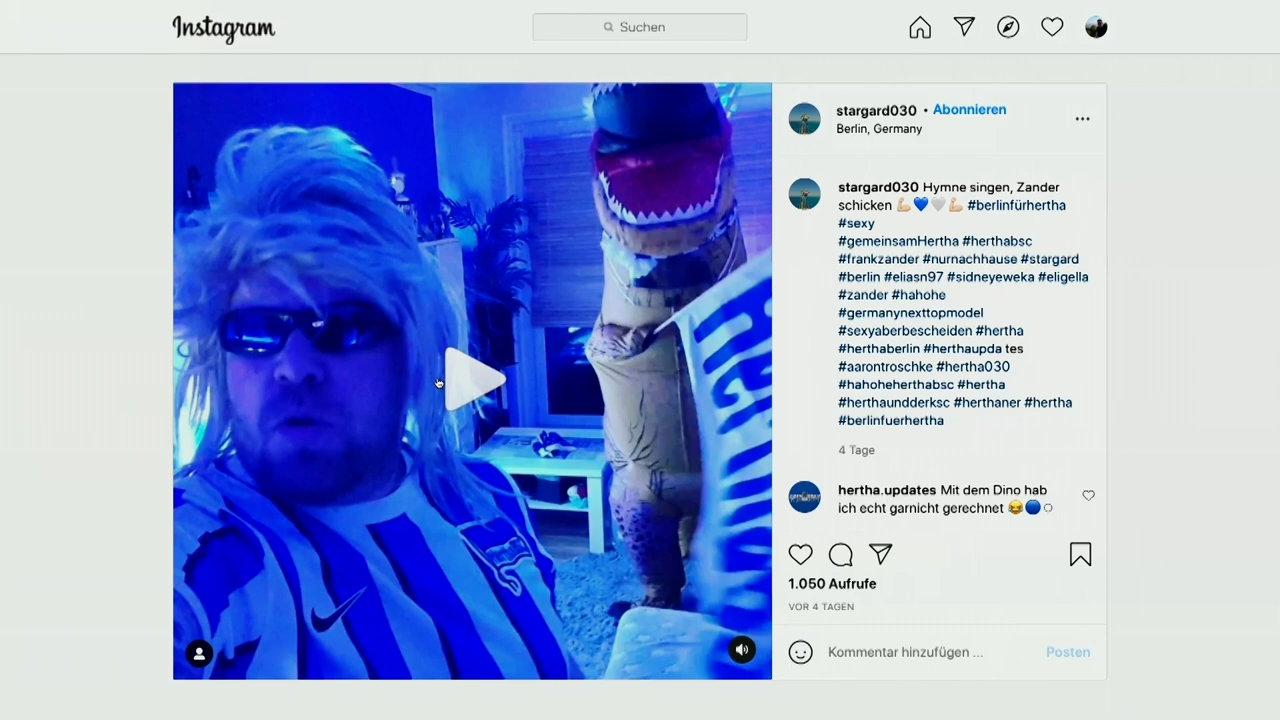 Instagram
Suchen
stargard030 • Abonnieren
Berlin, Germany
stargard030 Hymne singen, Zander
schicken 💪🏼💙🤍💪🏼 #berlinfürhertha
#sexy
#gemeinsamHertha #herthabsc
#frankzander #nurnachhause #stargard
#berlin #eliasn97 #sidneyeweka #eligella
#zander #hahohe
#germanynexttopmodel
#sexyaberbescheiden #hertha
#herthaberlin #herthaupda tes
#aarontroschke #hertha030
#hahoheherthabsc #hertha
#herthaundderksc #herthaner #hertha
#berlinfuerhertha
4 Tage
hertha.updates Mit dem Dino hab
ich echt garnicht gerechnet 😂🔵⚪
1.050 Aufrufe
VOR 4 TAGEN
Kommentar hinzufügen ...
Posten